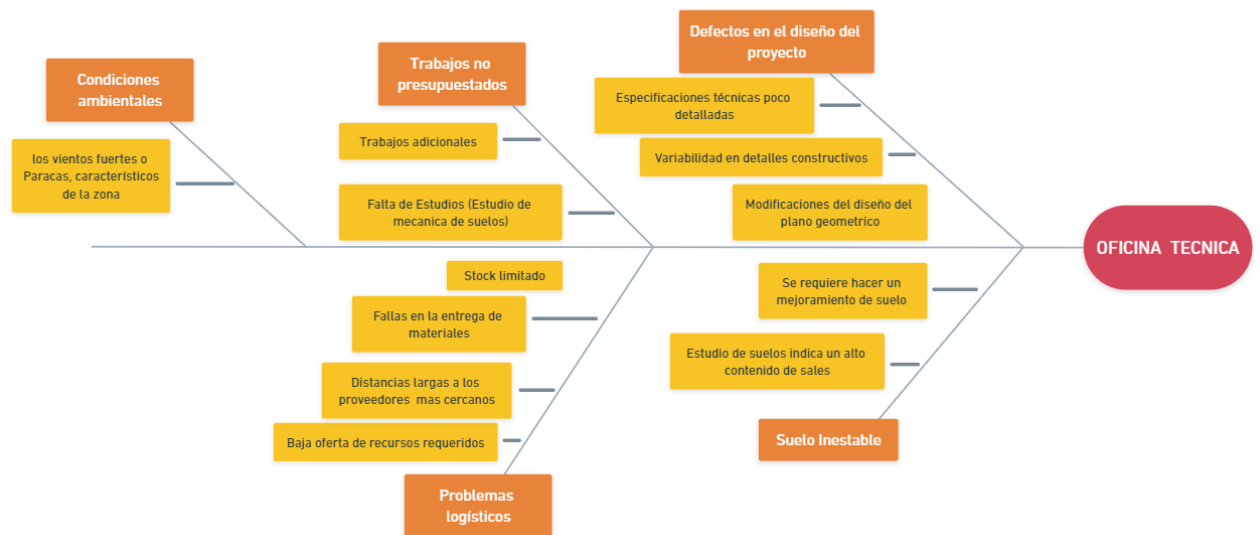 Defectos en el diseño del
proyecto
Trabajos no
presupuestados
Condiciones
ambientales
Especificaciones técnicas poco
detalladas
Trabajos adicionales
Variabilidad en detalles constructivos
los vientos fuertes o
Paracas, característicos
de la zona
Falta de Estudios (Estudio de
mecanica de suelos)
Modificaciones del diseño del
plano geometrico
OFICINA TECNICA
Stock limitado
Se requiere hacer un
mejoramiento de suelo
Fallas en la entrega de
materiales
Estudio de suelos indica un alto
contenido de sales
Distancias largas a los
proveedores mas cercanos
Baja oferta de recursos requeridos
Suelo Inestable
Problemas
logísticos